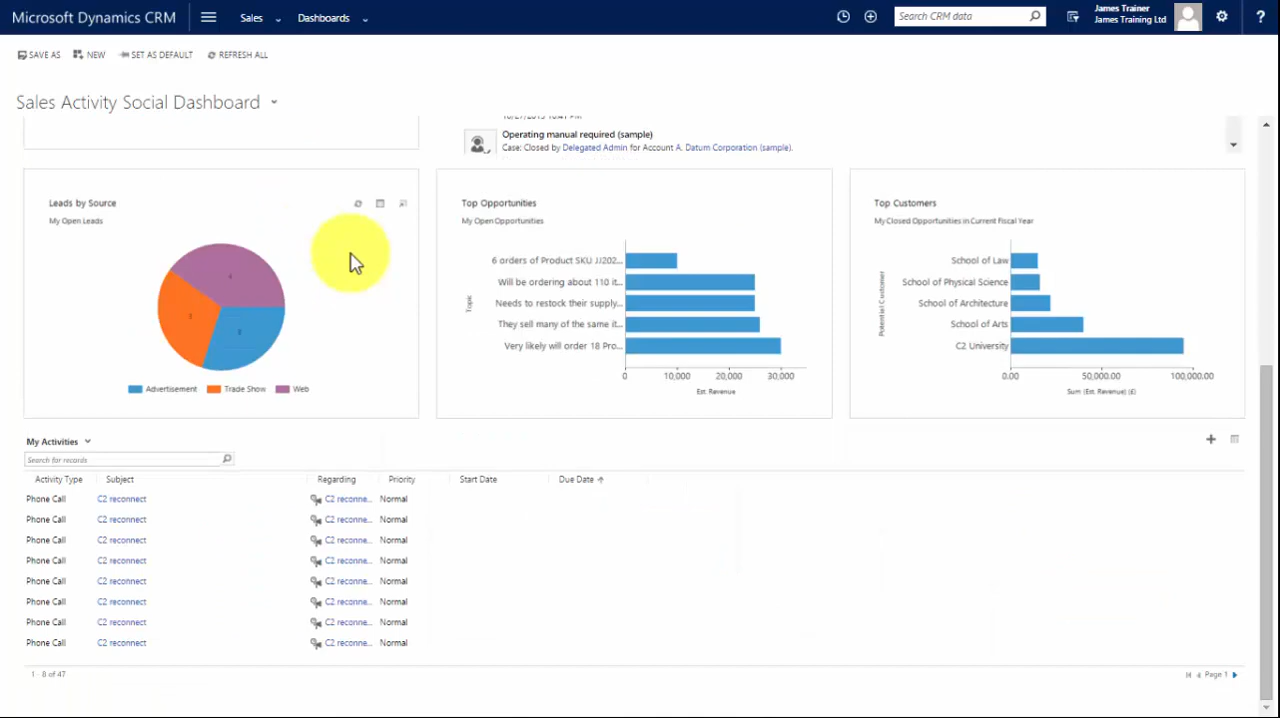 Microsoft Dynamics CRM
Sales
Dashboards
Search CRM data
James Trainer
James Training Ltd
?
SAVE AS
NEW
SET AS DEFAULT
REFRESH ALL
Sales Activity Social Dashboard
Operating manual required (sample)
Case: Closed by Delegated Admin for Account A. Datum Corporation (sample).
Leads by Source
My Open Leads
Advertisement
Trade Show
Web
Top Opportunities
My Open Opportunities
Topic
6 orders of Product SKU JJ202...
Will be ordering about 110 it...
Needs to restock their supply...
They sell many of the same it...
Very likely will order 18 Pro...
0 10,000 20,000 30,000
Est. Revenue
Top Customers
My Closed Opportunities in Current Fiscal Year
Potential Customer
School of Law
School of Physical Science
School of Architecture
School of Arts
C2 University
0.00 50,000.00 100,000.00
Sum (Est. Revenue) (£)
My Activities
Search for records
Activity Type Subject Regarding Priority Start Date Due Date
Phone Call C2 reconnect C2 reconne... Normal
Phone Call C2 reconnect C2 reconne... Normal
Phone Call C2 reconnect C2 reconne... Normal
Phone Call C2 reconnect C2 reconne... Normal
Phone Call C2 reconnect C2 reconne... Normal
Phone Call C2 reconnect C2 reconne... Normal
Phone Call C2 reconnect C2 reconne... Normal
Phone Call C2 reconnect C2 reconne... Normal
1 - 8 of 47
Page 1